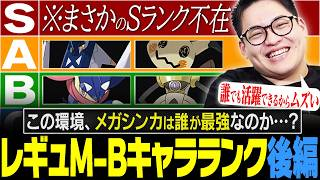 S ※まさかのSランク不在
A
B
誰でも活躍できるからムズい
この環境、メガシンカは誰が最強なのか…?
レギュM-Bキャラランク後編